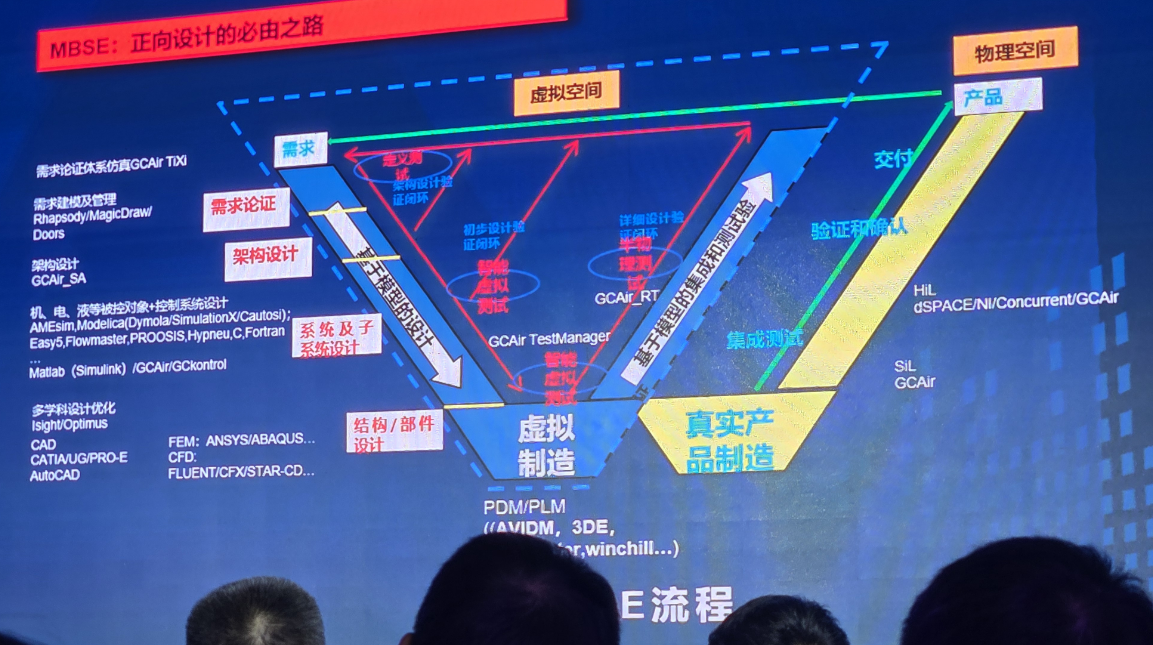 MBSE：正向设计的必由之路
物理空间
虚拟空间
产品
需求
需求论证体系仿真GCAir TiXi
定义测
试
架构设计验
证闭环
交付
需求建模及管理
Rhapsody/MagicDraw/
Doors
需求论证
初步设计验
证闭环
详细设计验
证闭环
验证和确认
架构设计
GCAir_SA
架构设计
基于模型的设计
智能
虚拟
测试
半物
理测
试
GCAir_RT
基于模型的集成和测试试验
HiL
dSPACE/NI/Concurrent/GCAir
机、电、液等被控对象+控制系统设计
AMEsim,Modelica(Dymola/SimulationX/Cautosi);
Easy5,Flowmaster,PROOSIS,Hypneu,C,Fortran
...
Matlab（Simulink）/GCAir/GCkontrol
系统及子
系统设计
GCAir TestManager
集成测试
智能
虚拟
测试
SiL
GCAir
多学科设计优化
Isight/Optimus
CAD
CATIA/UG/PRO-E
AutoCAD
FEM：ANSYS/ABAQUS...
CFD:
FLUENT/CFX/STAR-CD...
结构/部件
设计
虚拟
制造
真实产
品制造
PDM/PLM
((AVIDM，3DE，
,winchill...)
E流程